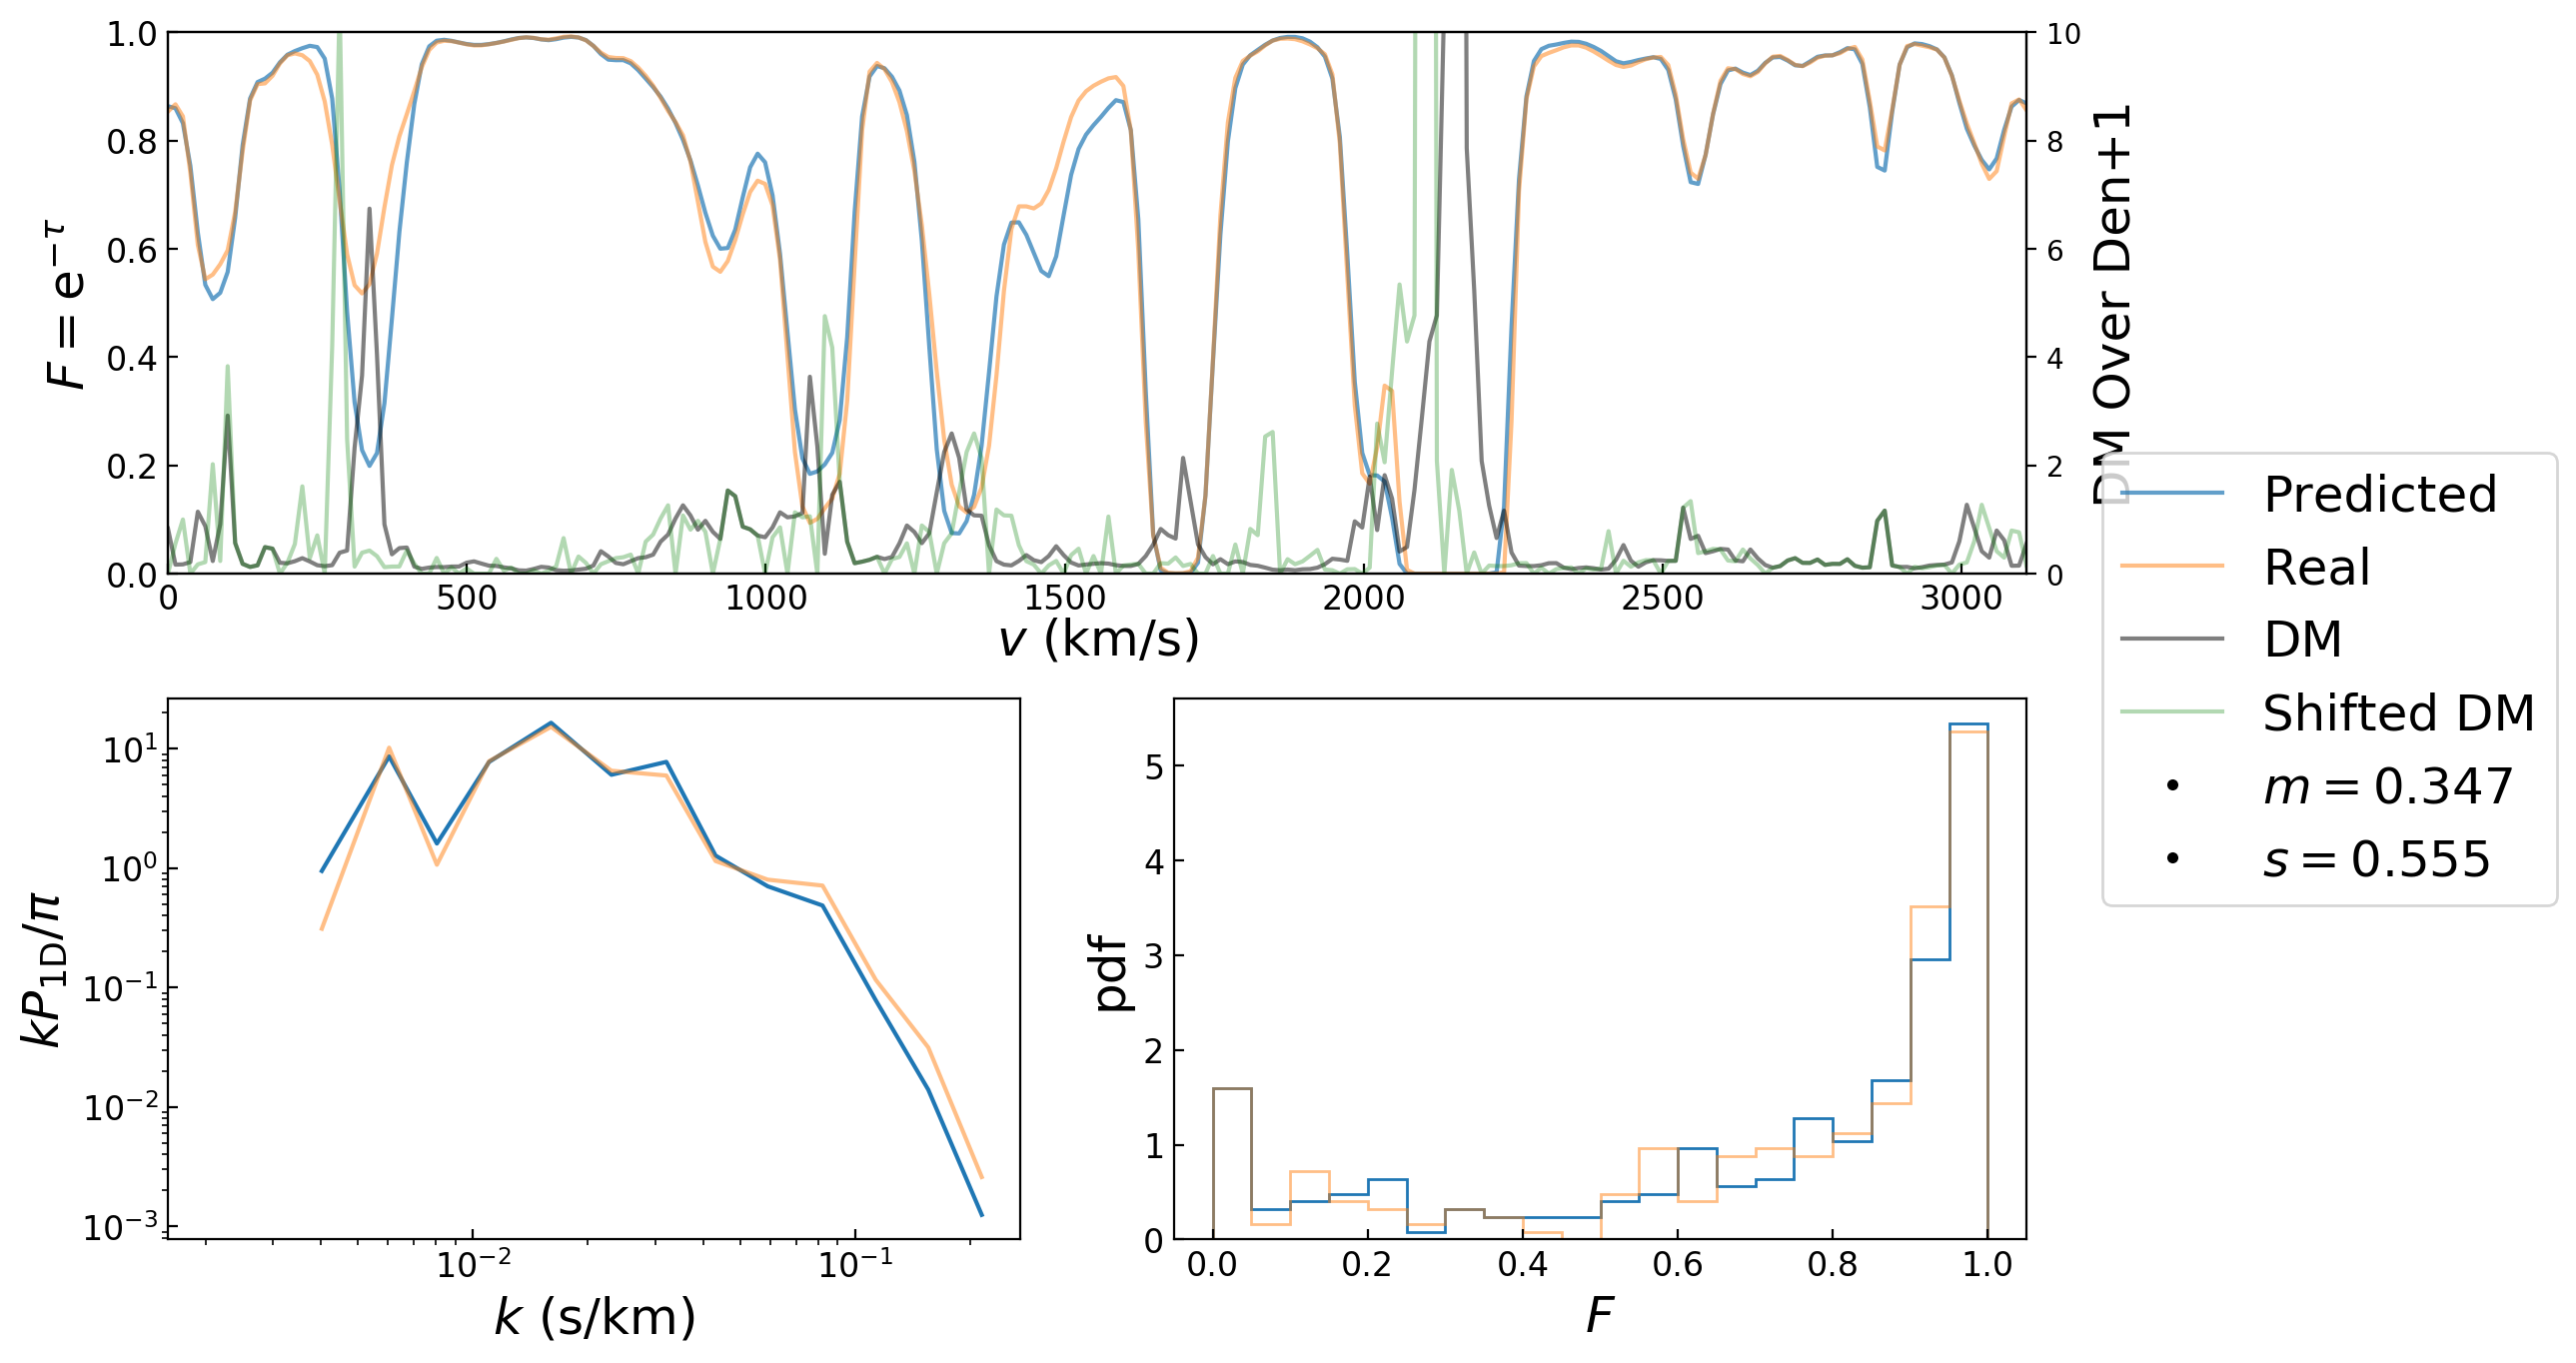 1.0
0.8
0.6
0.4
0.2
0.0
F = e^{−τ}
10
8
6
4
2
0
DM Over Den+1
0 500 1000 1500 2000 2500 3000
v (km/s)
Predicted
Real
DM
Shifted DM
m = 0.347
s = 0.555
10^1
10^0
10^{−1}
10^{−2}
10^{−3}
kP_{1D}/π
10^{−2} 10^{−1}
k (s/km)
5
4
3
2
1
0
pdf
0.0 0.2 0.4 0.6 0.8 1.0
F